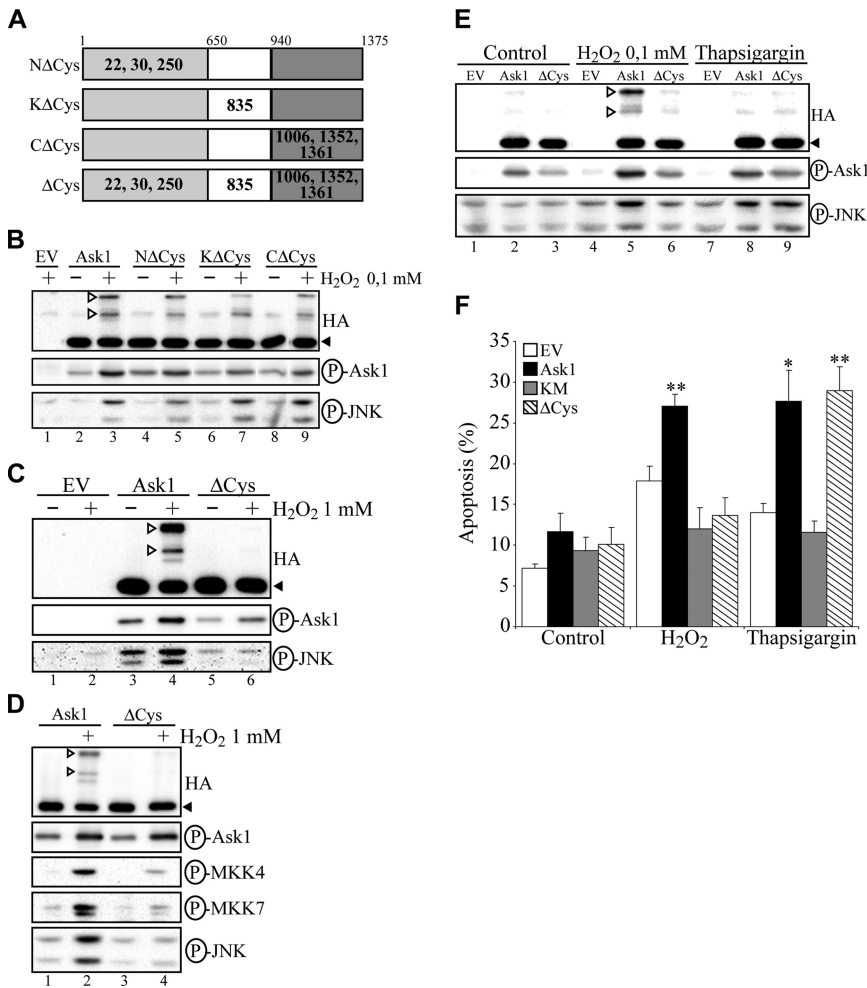 A
1 650 940 1375
NΔCys 22, 30, 250
KΔCys 835
CΔCys 1006, 1352, 1361
ΔCys 22, 30, 250 835 1006, 1352, 1361
B
EV Ask1 NΔCys KΔCys CΔCys
+ − + − + − + − + H₂O₂ 0,1 mM
HA
P-Ask1
P-JNK
1 2 3 4 5 6 7 8 9
C
EV Ask1 ΔCys
− + − + − + H₂O₂ 1 mM
HA
P-Ask1
P-JNK
1 2 3 4 5 6
D
Ask1 ΔCys
+ + H₂O₂ 1 mM
HA
P-Ask1
P-MKK4
P-MKK7
P-JNK
1 2 3 4
E
Control H₂O₂ 0,1 mM Thapsigargin
EV Ask1 ΔCys EV Ask1 ΔCys EV Ask1 ΔCys
HA
P-Ask1
P-JNK
1 2 3 4 5 6 7 8 9
F
35
30
25
20
15
10
5
0
Apoptosis (%)
EV
Ask1
KM
ΔCys
** * **
Control H₂O₂ Thapsigargin